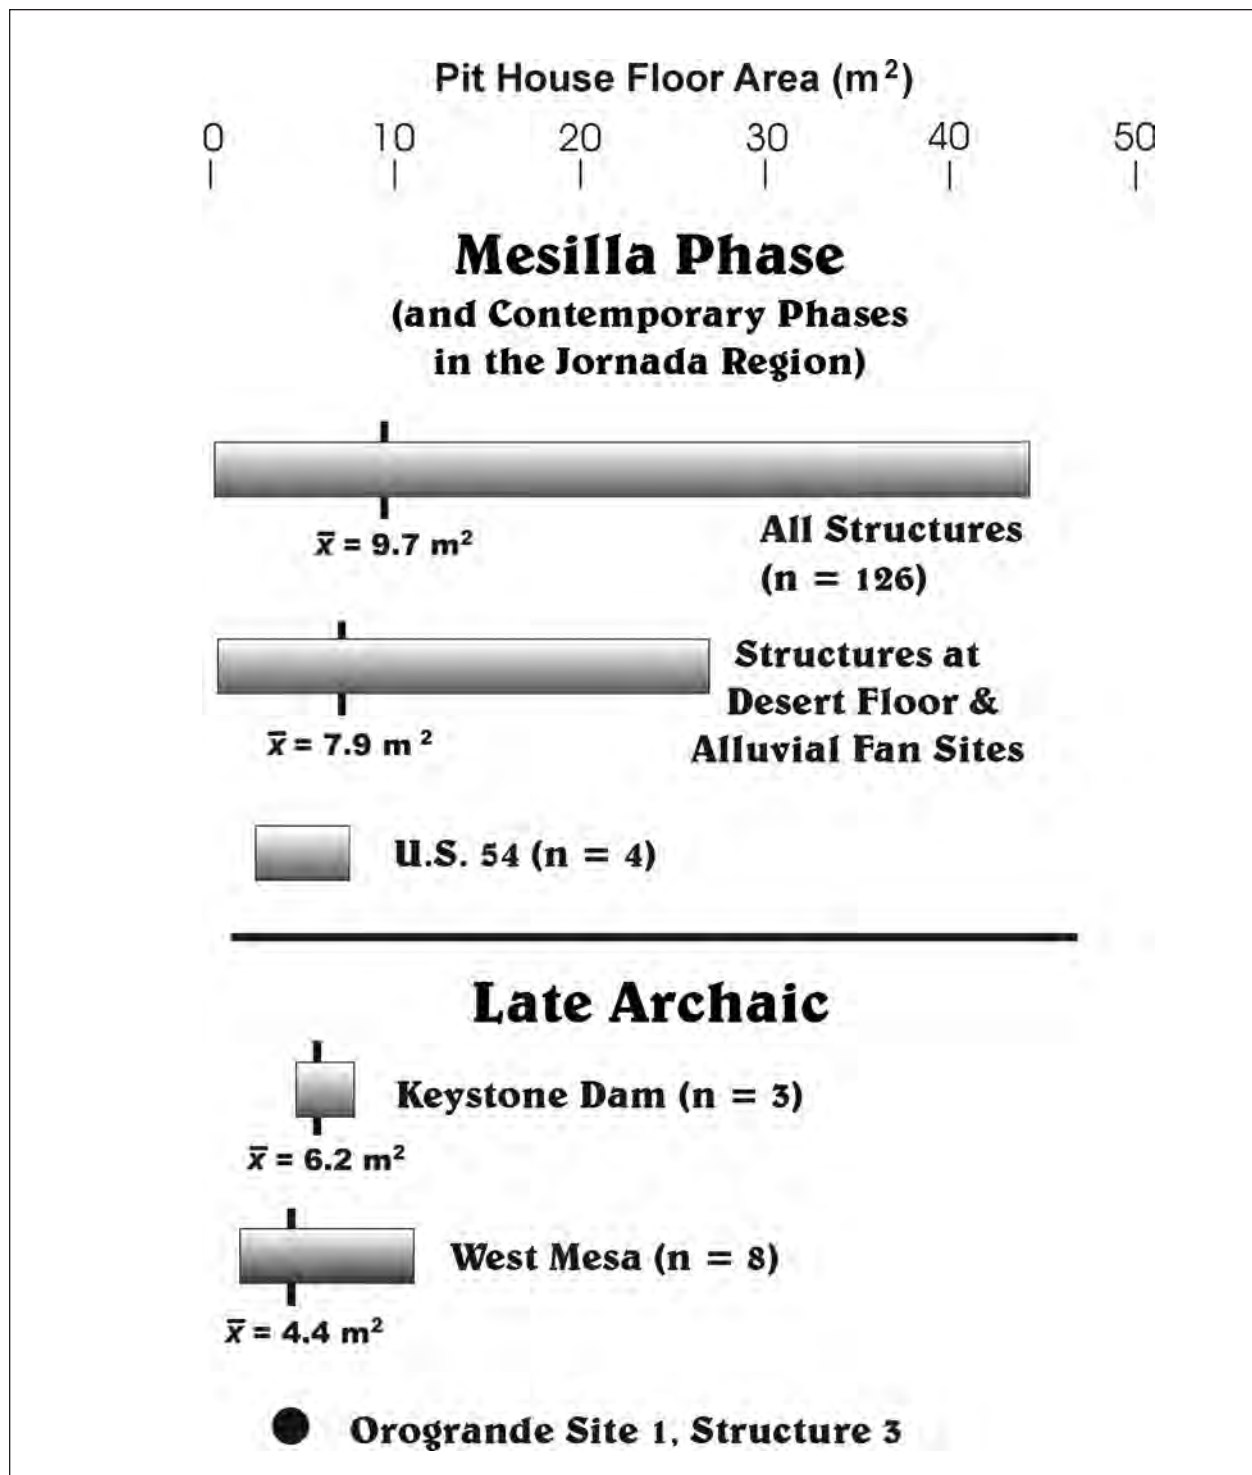 Pit House Floor Area (m²)
0 10 20 30 40 50
Mesilla Phase
(and Contemporary Phases
in the Jornada Region)
x̄ = 9.7 m²
All Structures
(n = 126)
Structures at
Desert Floor &
Alluvial Fan Sites
x̄ = 7.9 m²
U.S. 54 (n = 4)
Late Archaic
Keystone Dam (n = 3)
x̄ = 6.2 m²
West Mesa (n = 8)
x̄ = 4.4 m²
Orogrande Site 1, Structure 3